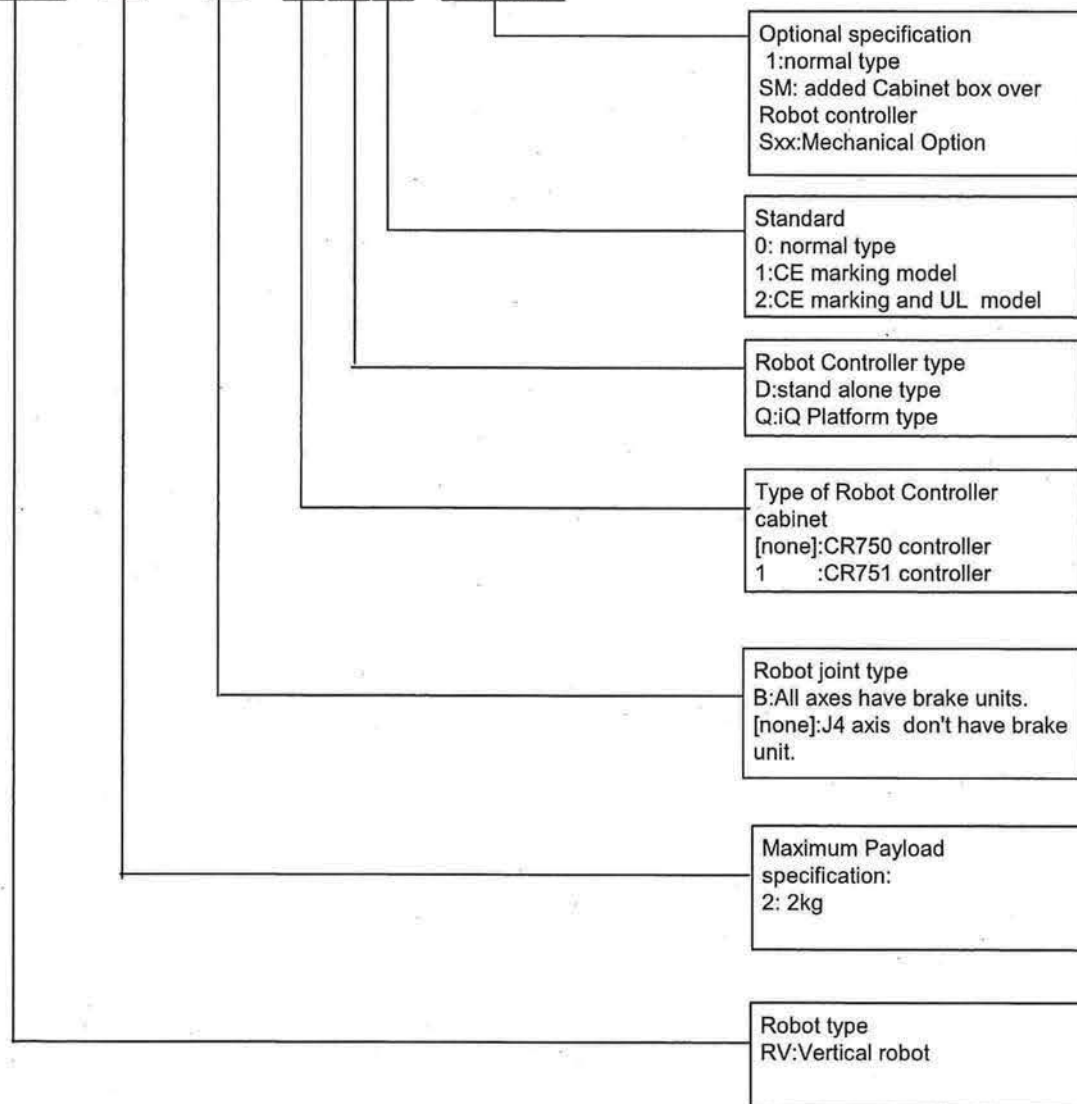 Optional specification
1:normal type
SM: added Cabinet box over
Robot controller
Sxx:Mechanical Option
Standard
0: normal type
1:CE marking model
2:CE marking and UL  model
Robot Controller type
D:stand alone type
Q:iQ Platform type
Type of Robot Controller
cabinet
[none]:CR750 controller
1       :CR751 controller
Robot joint type
B:All axes have brake units.
[none]:J4 axis  don't have brake
unit.
Maximum Payload
specification:
2: 2kg
Robot type
RV:Vertical robot